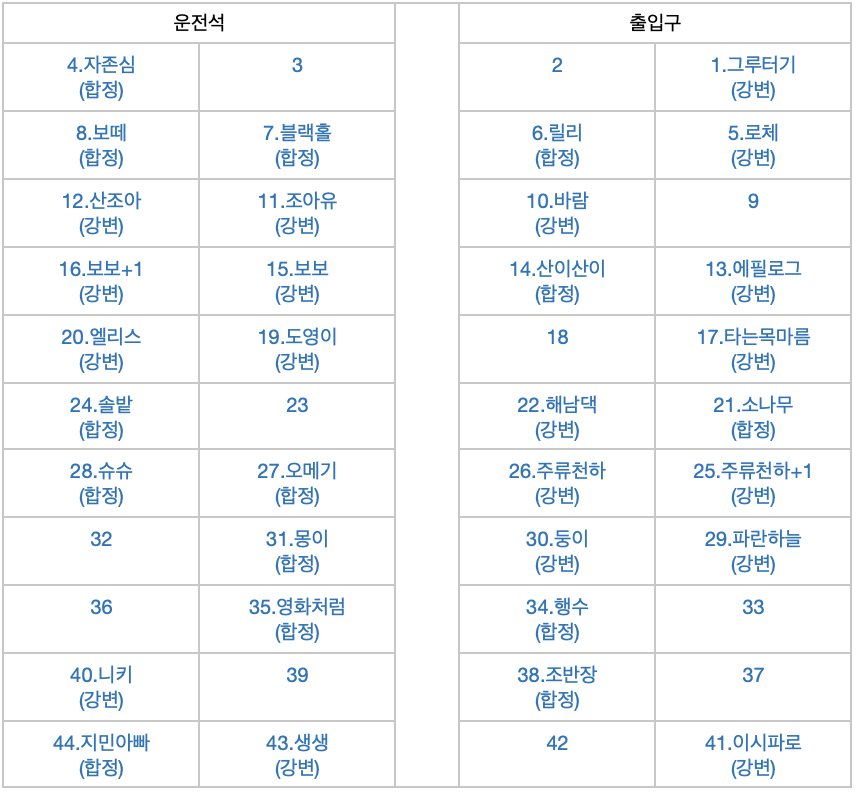 운전석 출입구
4.자존심 3 2 1.그루터기
(합정) (강변)
8.보떼 7.블랙홀 6.릴리 5.로체
(합정) (합정) (합정) (강변)
12.산조아 11.조아유 10.바람 9
(강변) (강변) (강변)
16.보보+1 15.보보 14.산이산이 13.에필로그
(강변) (강변) (합정) (강변)
20.엘리스 19.도영이 18 17.타는목마름
(강변) (강변) (강변)
24.솔밭 23 22.해남댁 21.소나무
(합정) (강변) (합정)
28.슈슈 27.오메기 26.주류천하 25.주류천하+1
(합정) (합정) (강변) (강변)
32 31.몽이 30.둥이 29.파란하늘
(합정) (강변) (강변)
36 35.영화처럼 34.행수 33
(합정) (합정)
40.니키 39 38.조반장 37
(강변) (합정)
44.지민아빠 43.생생 42 41.이시파로
(합정) (강변) (강변)